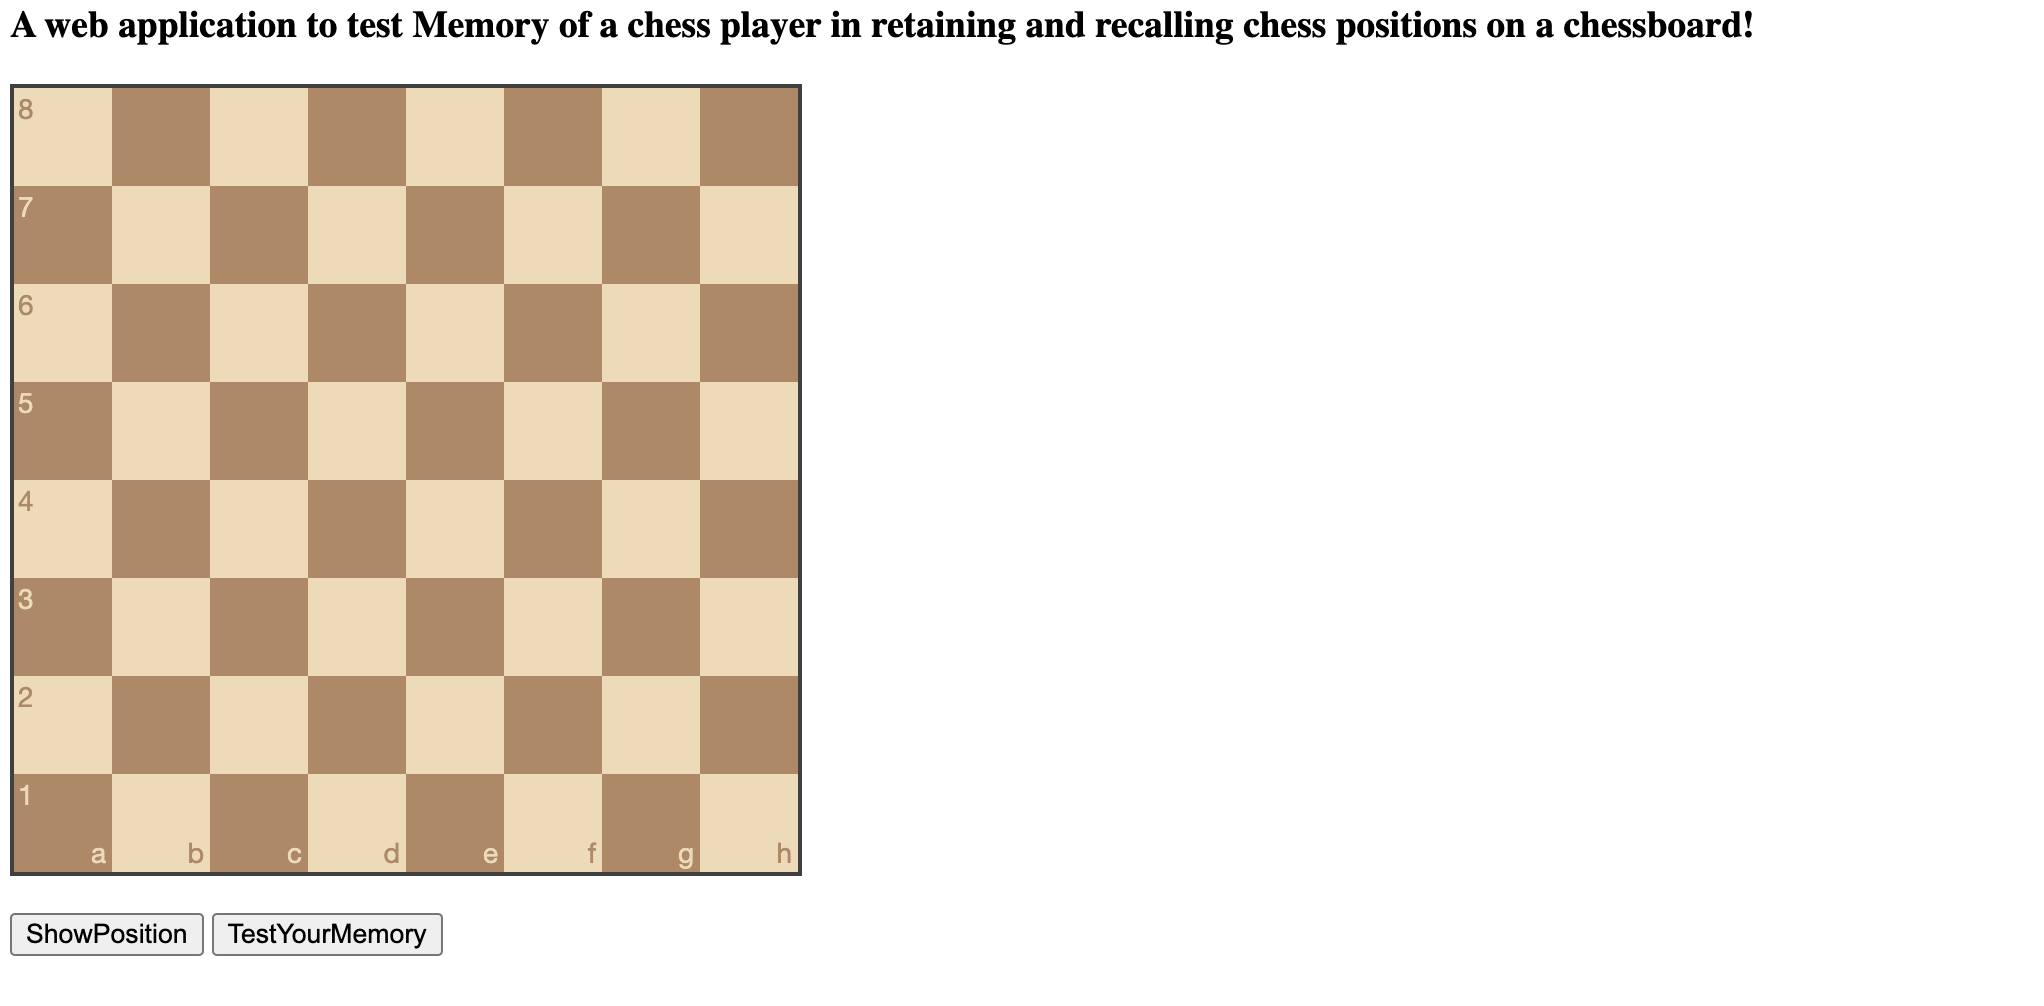 A web application to test Memory of a chess player in retaining and recalling chess positions on a chessboard!
8
7
6
5
4
3
2
1
a b c d e f g h
ShowPosition TestYourMemory